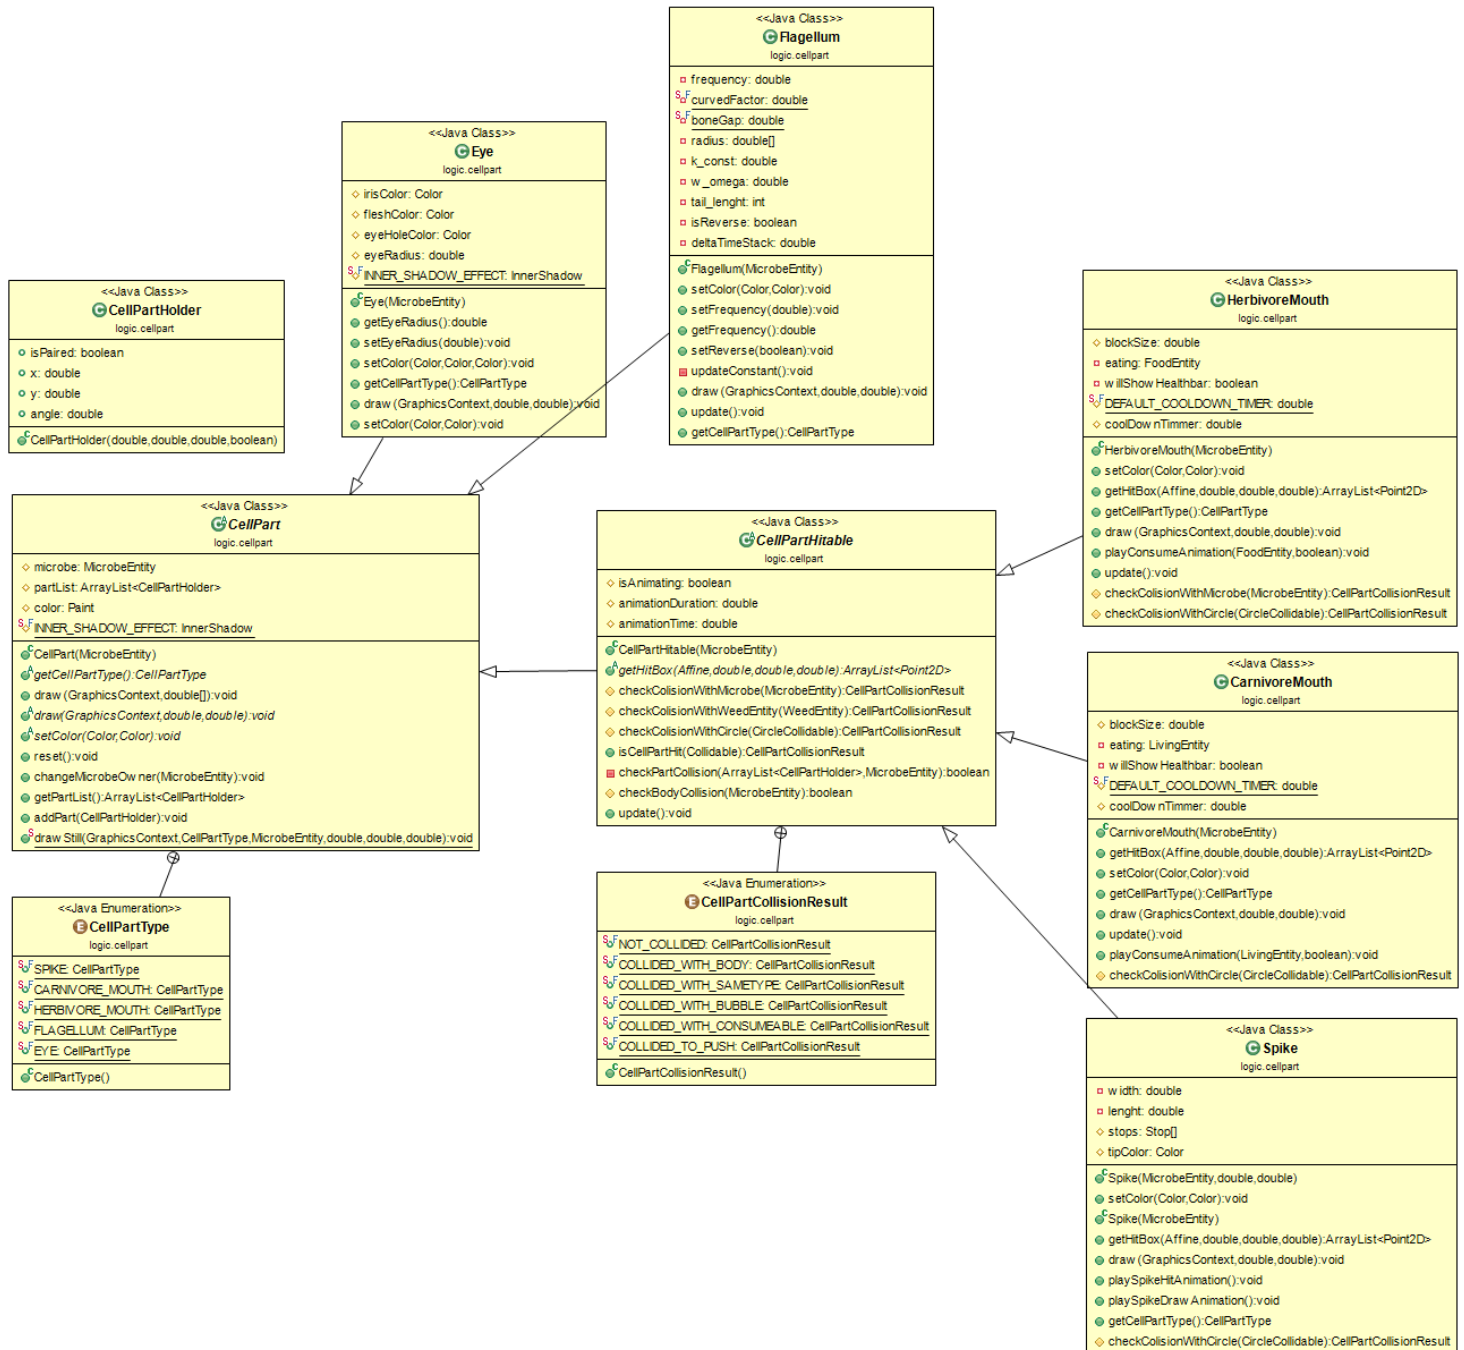 <<Java Class>>
Flagellum
logic.cellpart
frequency: double
curvedFactor: double
boneGap: double
radius: double[]
k_const: double
w_omega: double
tail_lenght: int
isReverse: boolean
deltaTimeStack: double
Flagellum(MicrobeEntity)
setColor(Color,Color):void
setFrequency(double):void
getFrequency():double
setReverse(boolean):void
updateConstant():void
draw(GraphicsContext,double,double):void
update():void
getCellPartType():CellPartType
<<Java Class>>
Eye
logic.cellpart
irisColor: Color
fleshColor: Color
eyeHoleColor: Color
eyeRadius: double
INNER_SHADOW_EFFECT: InnerShadow
Eye(MicrobeEntity)
getEyeRadius():double
setEyeRadius(double):void
setColor(Color,Color,Color):void
getCellPartType():CellPartType
draw(GraphicsContext,double,double):void
setColor(Color,Color):void
<<Java Class>>
CellPartHolder
logic.cellpart
isPaired: boolean
x: double
y: double
angle: double
CellPartHolder(double,double,double,boolean)
<<Java Class>>
HerbivoreMouth
logic.cellpart
blockSize: double
eating: FoodEntity
willShowHealthbar: boolean
DEFAULT_COOLDOWN_TIMER: double
coolDownTimmer: double
HerbivoreMouth(MicrobeEntity)
setColor(Color,Color):void
getHitBox(Affine,double,double,double):ArrayList<Point2D>
getCellPartType():CellPartType
draw(GraphicsContext,double,double):void
playConsumeAnimation(FoodEntity,boolean):void
update():void
checkColisionWithMicrobe(MicrobeEntity):CellPartCollisionResult
checkColisionWithCircle(CircleCollidable):CellPartCollisionResult
<<Java Class>>
CellPart
logic.cellpart
microbe: MicrobeEntity
partList: ArrayList<CellPartHolder>
color: Paint
INNER_SHADOW_EFFECT: InnerShadow
CellPart(MicrobeEntity)
getCellPartType():CellPartType
draw(GraphicsContext,double[]):void
draw(GraphicsContext,double,double):void
setColor(Color,Color):void
reset():void
changeMicrobeOwner(MicrobeEntity):void
getPartList():ArrayList<CellPartHolder>
addPart(CellPartHolder):void
drawStill(GraphicsContext,CellPartType,MicrobeEntity,double,double,double):void
<<Java Class>>
CellPartHitable
logic.cellpart
isAnimating: boolean
animationDuration: double
animationTime: double
CellPartHitable(MicrobeEntity)
getHitBox(Affine,double,double,double):ArrayList<Point2D>
checkColisionWithMicrobe(MicrobeEntity):CellPartCollisionResult
checkColisionWithWeedEntity(WeedEntity):CellPartCollisionResult
checkColisionWithCircle(CircleCollidable):CellPartCollisionResult
isCellPartHit(Collidable):CellPartCollisionResult
checkPartCollision(ArrayList<CellPartHolder>,MicrobeEntity):boolean
checkBodyCollision(MicrobeEntity):boolean
update():void
<<Java Class>>
CarnivoreMouth
logic.cellpart
blockSize: double
eating: LivingEntity
willShowHealthbar: boolean
DEFAULT_COOLDOWN_TIMER: double
coolDownTimmer: double
CarnivoreMouth(MicrobeEntity)
getHitBox(Affine,double,double,double):ArrayList<Point2D>
setColor(Color,Color):void
getCellPartType():CellPartType
draw(GraphicsContext,double,double):void
update():void
playConsumeAnimation(LivingEntity,boolean):void
checkColisionWithCircle(CircleCollidable):CellPartCollisionResult
<<Java Enumeration>>
CellPartType
logic.cellpart
SPIKE: CellPartType
CARNIVORE_MOUTH: CellPartType
HERBIVORE_MOUTH: CellPartType
FLAGELLUM: CellPartType
EYE: CellPartType
CellPartType()
<<Java Enumeration>>
CellPartCollisionResult
logic.cellpart
NOT_COLLIDED: CellPartCollisionResult
COLLIDED_WITH_BODY: CellPartCollisionResult
COLLIDED_WITH_SAMETYPE: CellPartCollisionResult
COLLIDED_WITH_BUBBLE: CellPartCollisionResult
COLLIDED_WITH_CONSUMEABLE: CellPartCollisionResult
COLLIDED_TO_PUSH: CellPartCollisionResult
CellPartCollisionResult()
<<Java Class>>
Spike
logic.cellpart
width: double
lenght: double
stops: Stop[]
tipColor: Color
Spike(MicrobeEntity,double,double)
setColor(Color,Color):void
Spike(MicrobeEntity)
getHitBox(Affine,double,double,double):ArrayList<Point2D>
draw(GraphicsContext,double,double):void
playSpikeHitAnimation():void
playSpikeDrawAnimation():void
getCellPartType():CellPartType
checkColisionWithCircle(CircleCollidable):CellPartCollisionResult